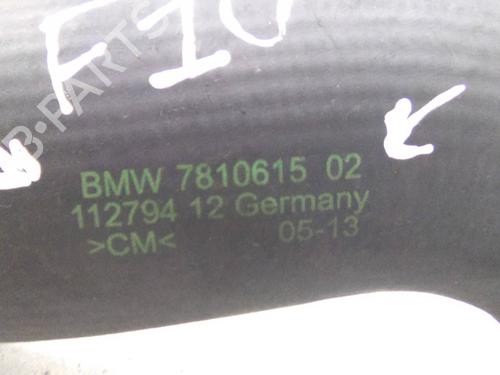 F10
BMW 7810615 02
112794 12 Germany
>CM< 05-13
B-PARTS